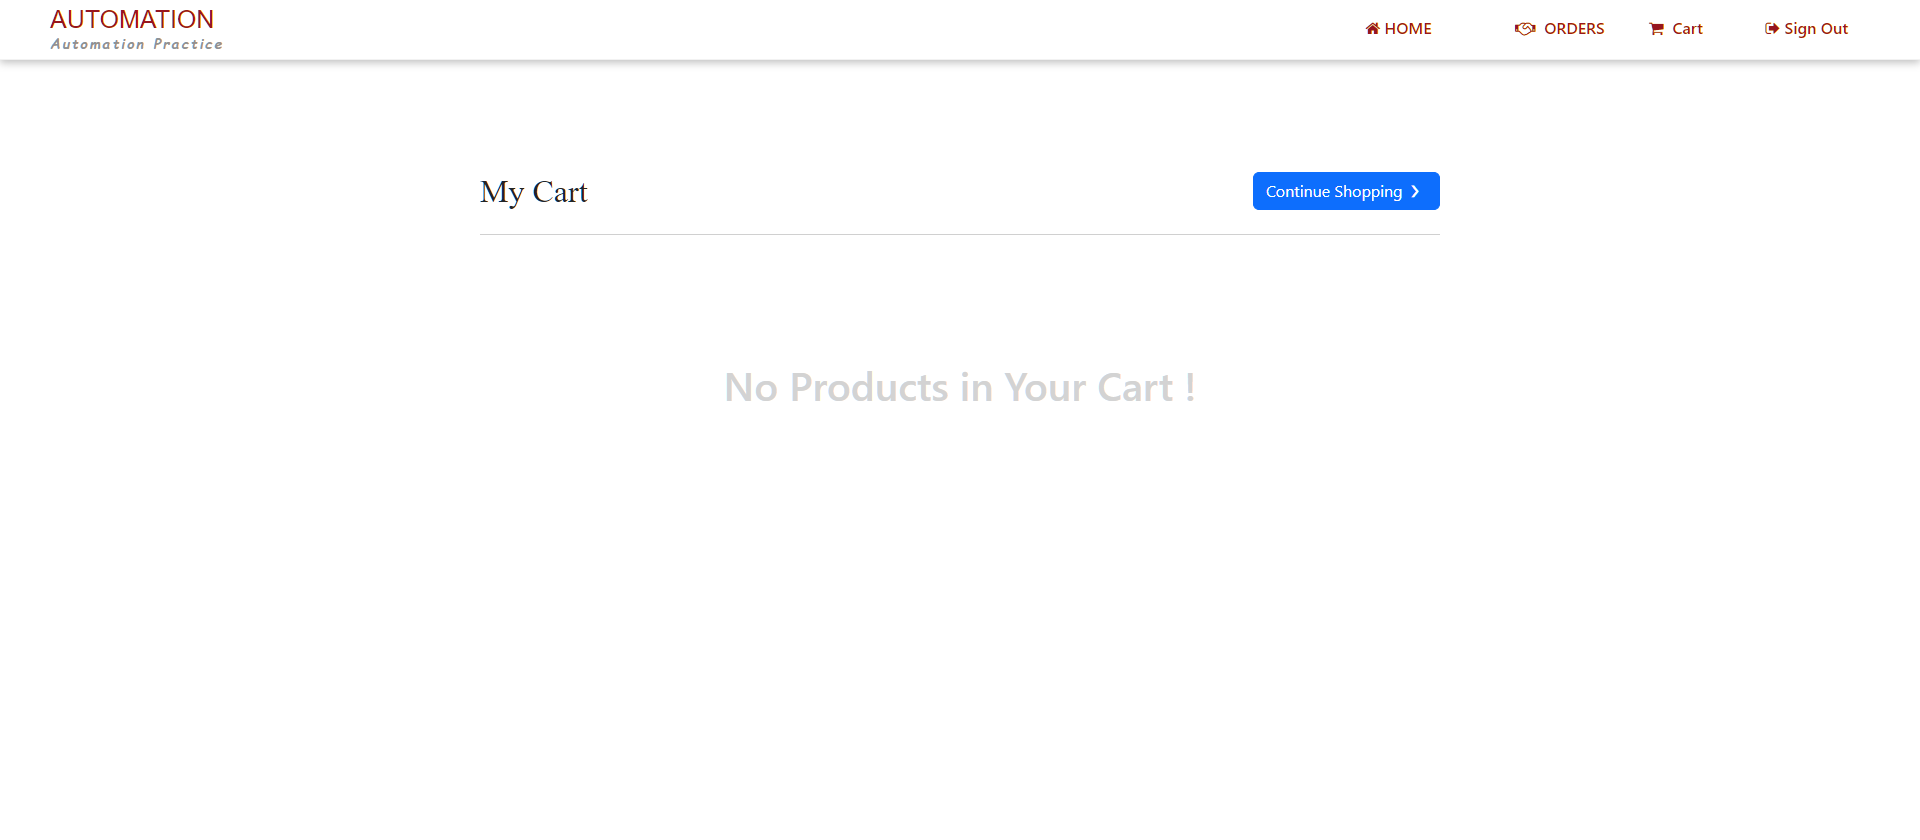 AUTOMATION
Automation Practice
HOME
ORDERS
Cart
Sign Out
My Cart
Continue Shopping ❯
No Products in Your Cart !